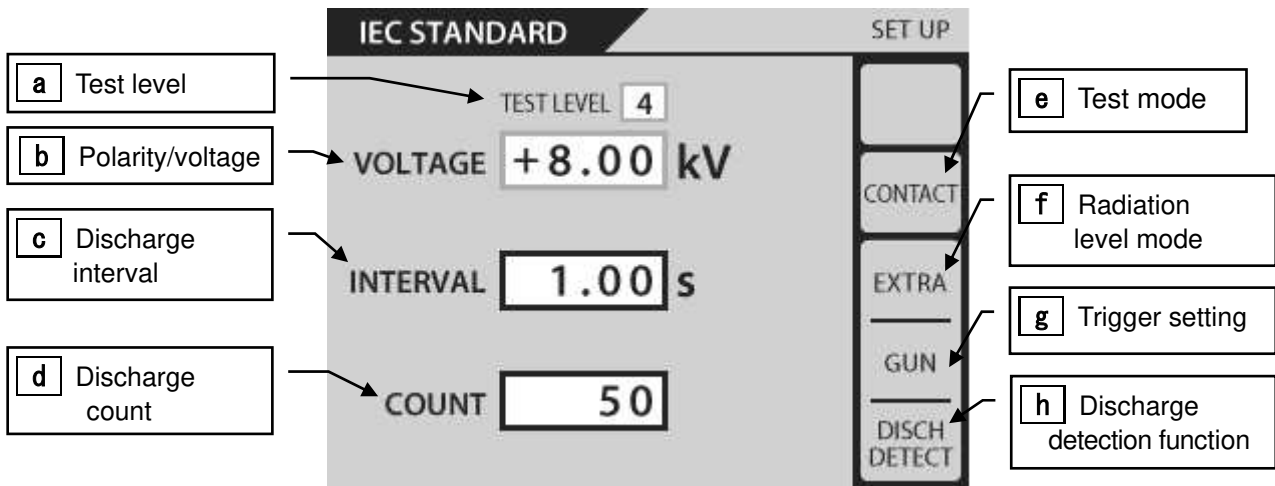 IEC STANDARD
SET UP
a Test level
b Polarity/voltage
c Discharge
interval
d Discharge
count
TEST LEVEL 4
VOLTAGE +8.00 kV
INTERVAL 1.00 s
COUNT 50
CONTACT
EXTRA
GUN
DISCH
DETECT
e Test mode
f Radiation
level mode
g Trigger setting
h Discharge
detection function